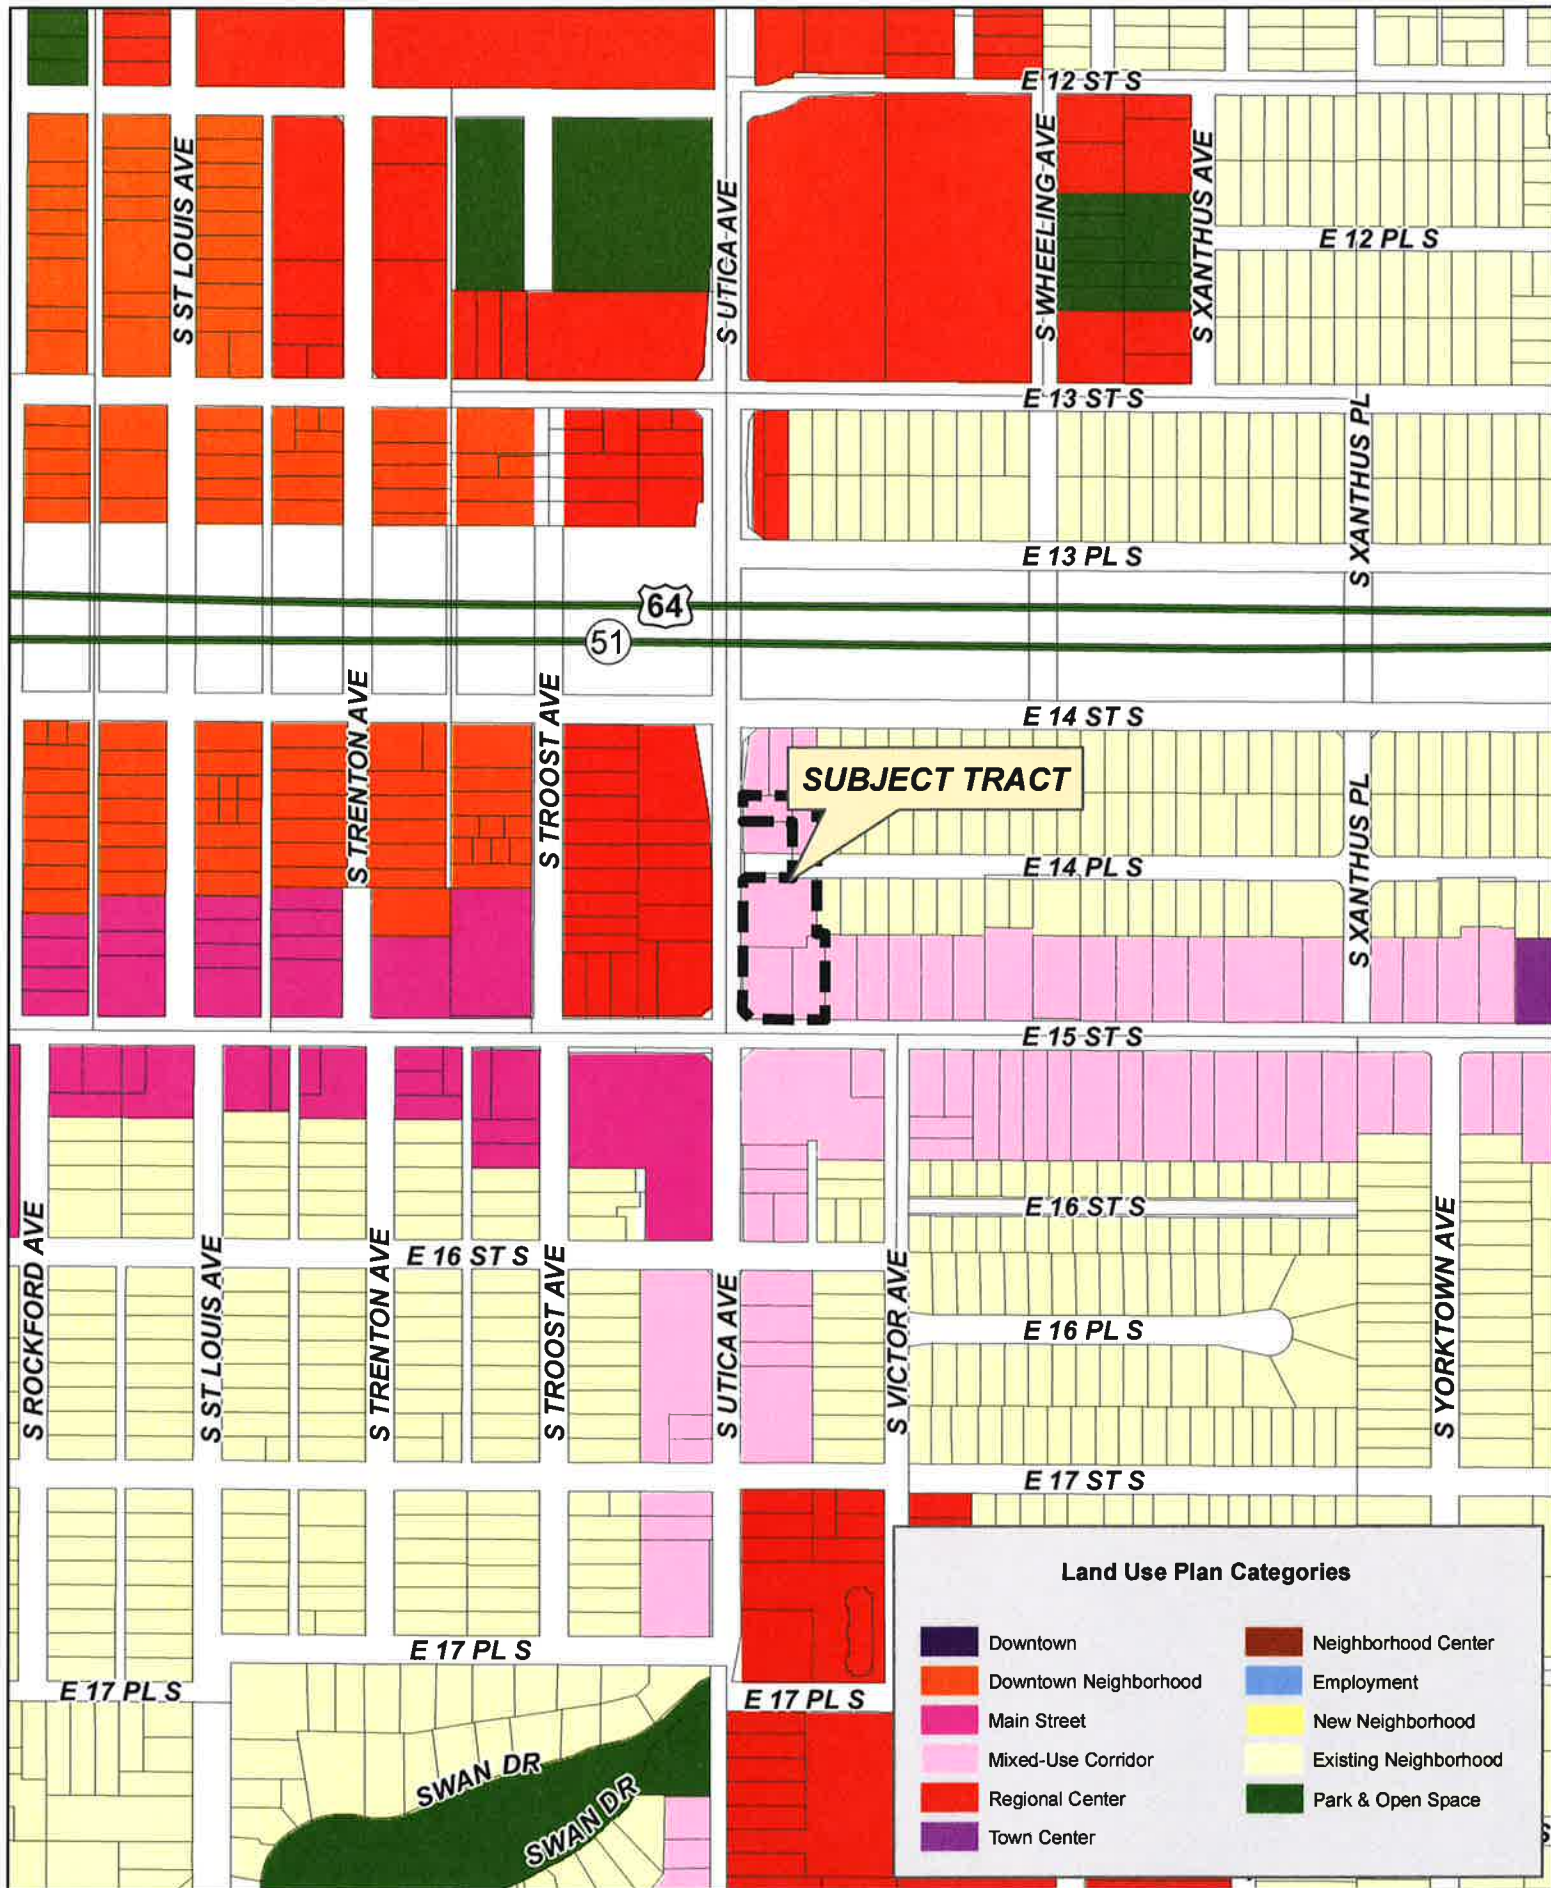 E 12 ST S
S ST LOUIS AVE
S UTICA AVE
S WHEELING AVE
S XANTHUS AVE
E 12 PL S
E 13 ST S
S XANTHUS PL
E 13 PL S
64
51
S TRENTON AVE
S TROOST AVE
E 14 ST S
SUBJECT TRACT
S XANTHUS PL
E 14 PL S
E 15 ST S
S ROCKFORD AVE
S ST LOUIS AVE
S TRENTON AVE
E 16 ST S
S TROOST AVE
S UTICA AVE
S VICTOR AVE
E 16 ST S
E 16 PL S
S YORKTOWN AVE
E 17 ST S
E 17 PL S
E 17 PL S
E 17 PL S
SWAN DR
SWAN DR
Land Use Plan Categories
Downtown
Downtown Neighborhood
Main Street
Mixed-Use Corridor
Regional Center
Town Center
Neighborhood Center
Employment
New Neighborhood
Existing Neighborhood
Park & Open Space